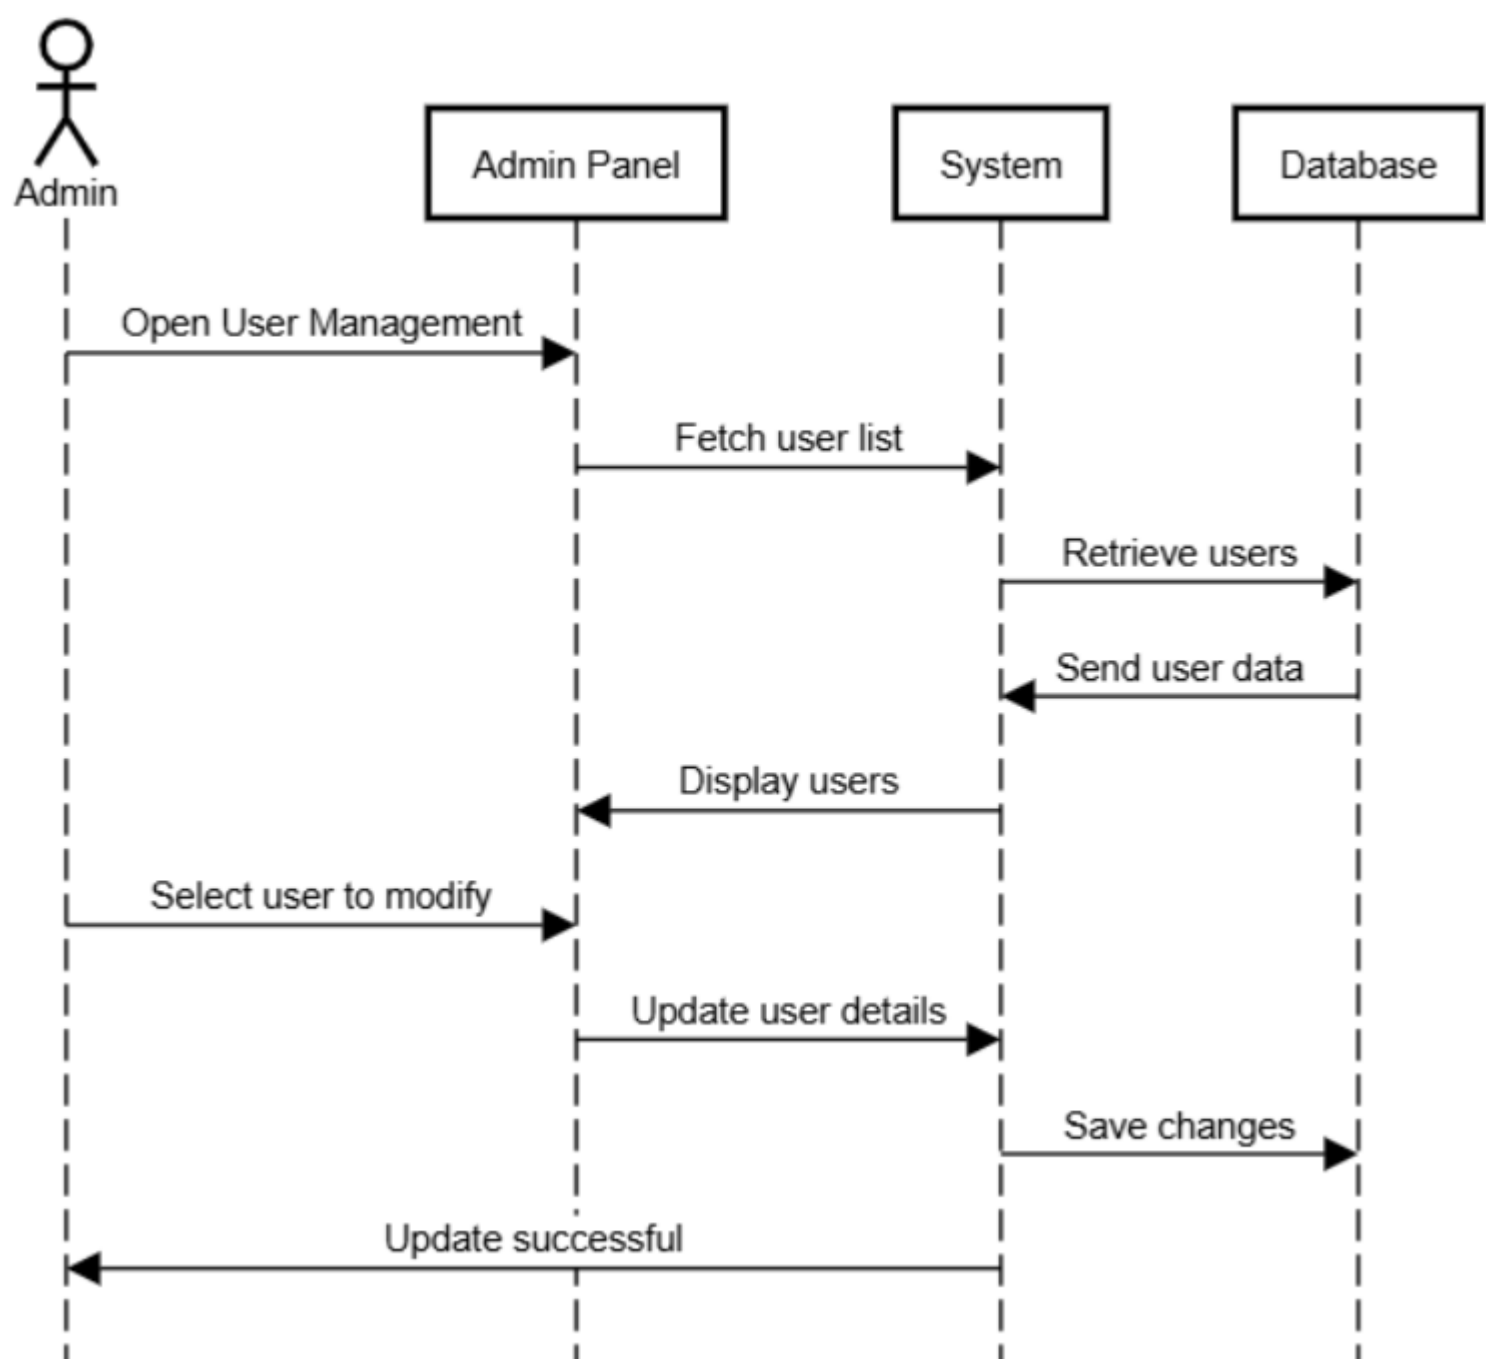 Admin
Admin Panel
System
Database
Open User Management
Fetch user list
Retrieve users
Send user data
Display users
Select user to modify
Update user details
Save changes
Update successful